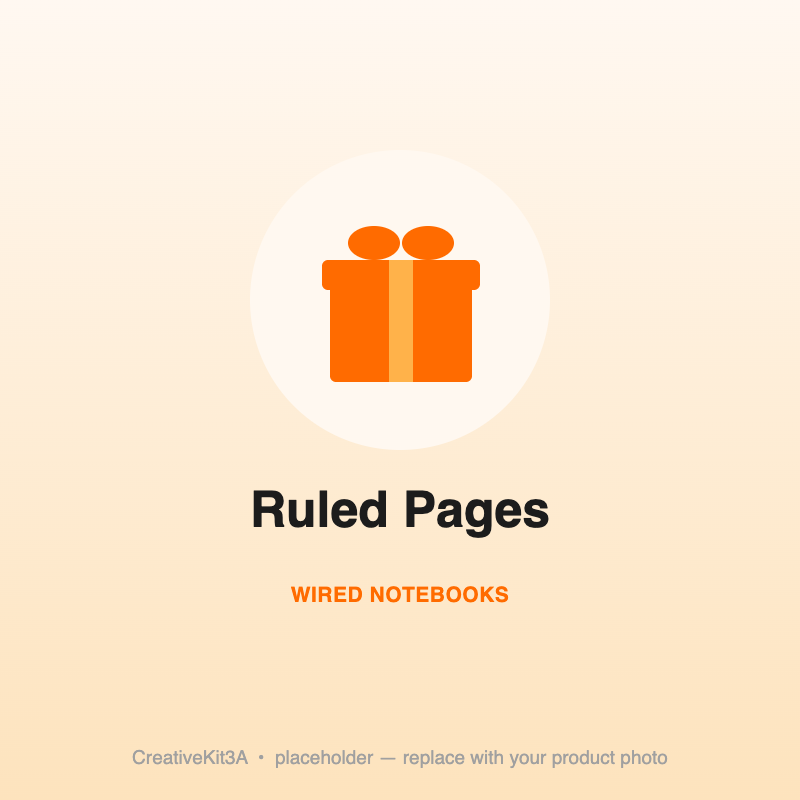 Ruled Pages
WIRED NOTEBOOKS
CreativeKit3A • placeholder — replace with your product photo